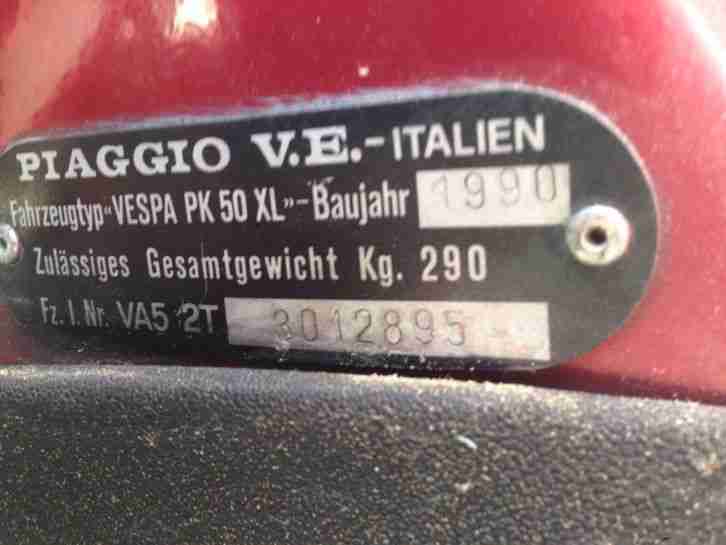 PIAGGIO V.E.-ITALIEN
Fahrzeugtyp "VESPA PK 50 XL"-Baujahr 1990
Zulässiges Gesamtgewicht Kg. 290
Fz. I. Nr. VA5 2T 3012895-